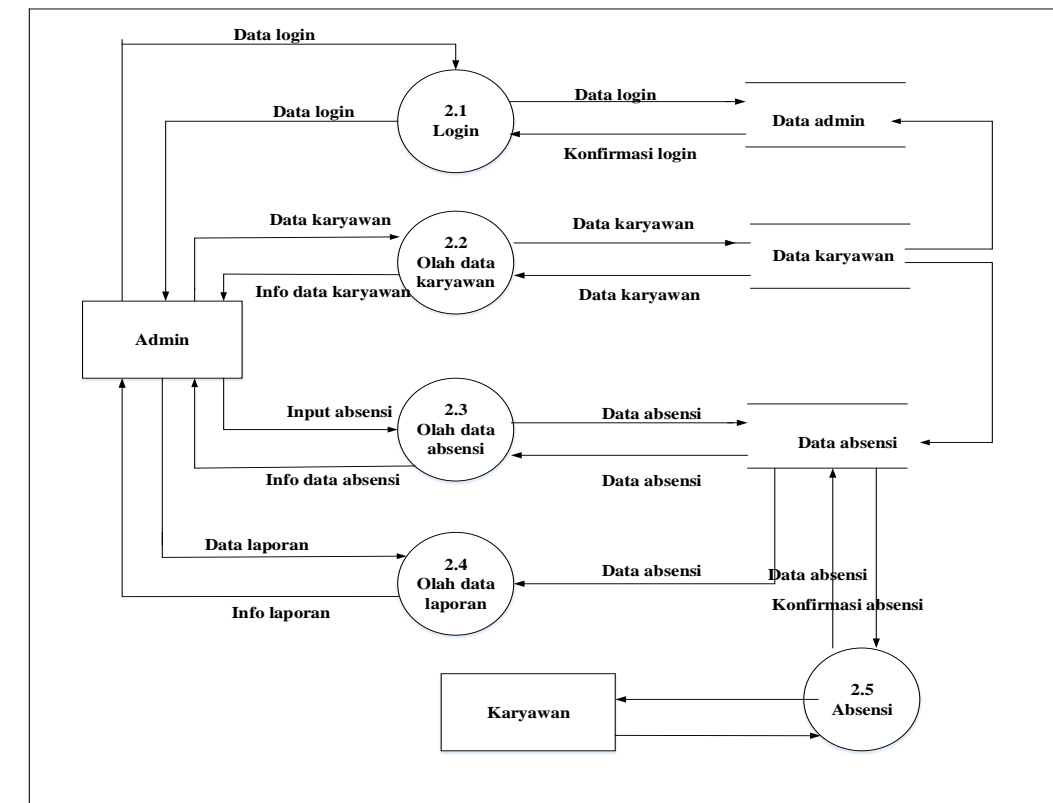 Data login
2.1
Login
Data login
Data login
Konfirmasi login
Data admin
Data karyawan
2.2
Olah data
karyawan
Info data karyawan
Data karyawan
Data karyawan
Data karyawan
Admin
Input absensi
2.3
Olah data
absensi
Info data absensi
Data absensi
Data absensi
Data absensi
Data laporan
2.4
Olah data
laporan
Info laporan
Data absensi
Data absensi
Konfirmasi absensi
Karyawan
2.5
Absensi